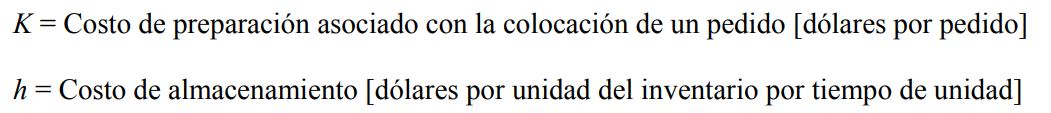 K = Costo de preparación asociado con la colocación de un pedido [dólares por pedido]
h = Costo de almacenamiento [dólares por unidad del inventario por tiempo de unidad]